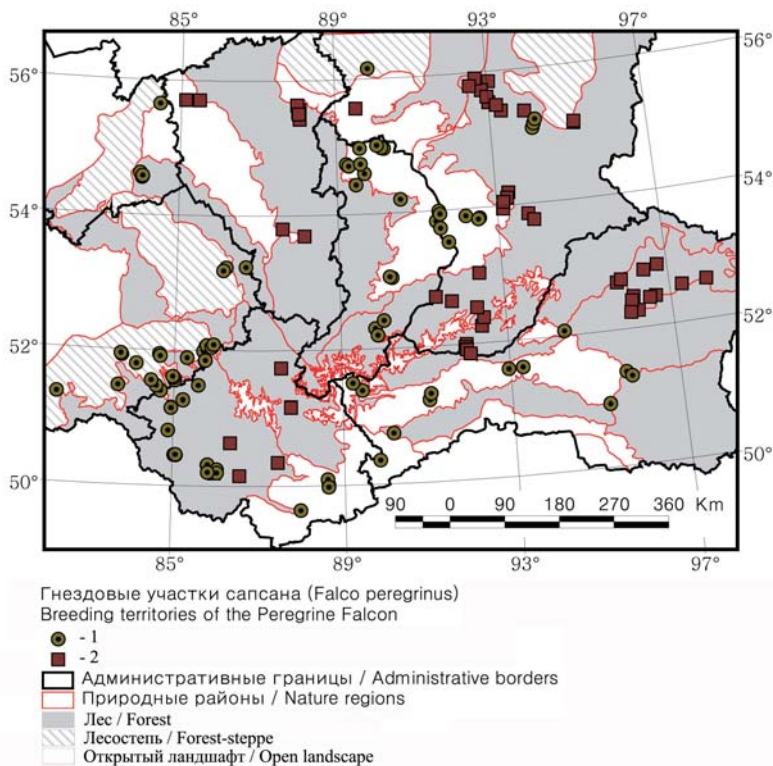 85° 89° 93° 97°
56° 56°
54° 54°
52° 52°
50° 50°
90 0 90 180 270 360 Km
85° 89° 93° 97°
Гнездовые участки сапсана (Falco peregrinus)
Breeding territories of the Peregrine Falcon
- 1
- 2
Административные границы / Administrative borders
Природные районы / Nature regions
Лес / Forest
Лесостепь / Forest-steppe
Открытый ландшафт / Open landscape